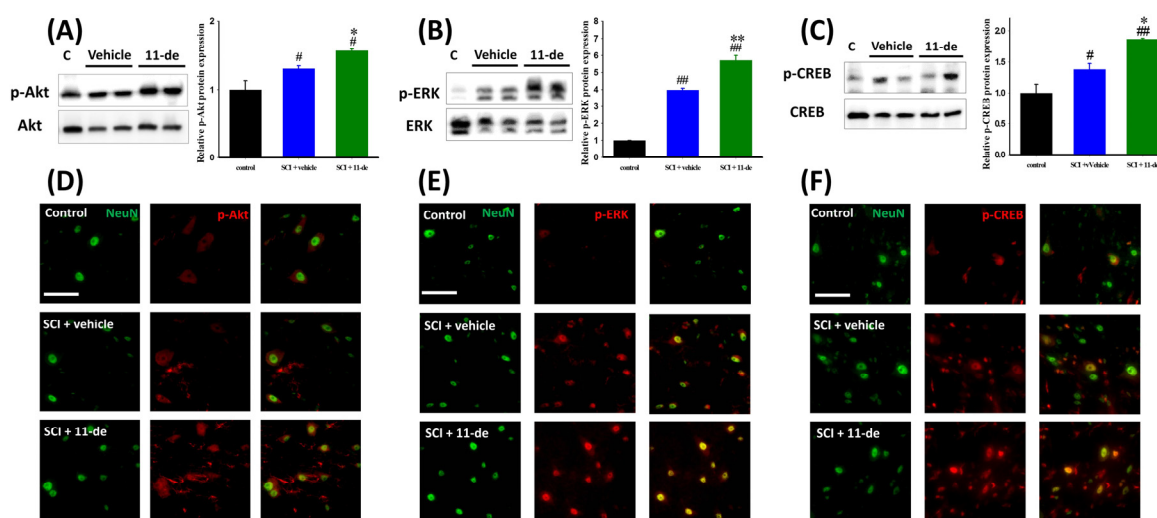 (A)
C Vehicle 11-de
p-Akt
Akt
Relative p-Akt protein expression
2
1
0
#
*
#
control SCI + vehicle SCI + 11-de
(B)
C Vehicle 11-de
p-ERK
ERK
Relative p-ERK protein expression
8
7
6
5
4
3
2
1
0
##
**
##
control SCI + vehicle SCI + 11-de
(C)
C Vehicle 11-de
p-CREB
CREB
Relative p-CREB protein expression
2.0
1.5
1.0
0.5
0.0
#
*
##
control SCI +vVehicle SCI + 11-de
(D)
Control NeuN p-Akt
SCI + vehicle
SCI + 11-de
(E)
Control NeuN p-ERK
SCI + vehicle
SCI + 11-de
(F)
Control NeuN p-CREB
SCI + vehicle
SCI + 11-de